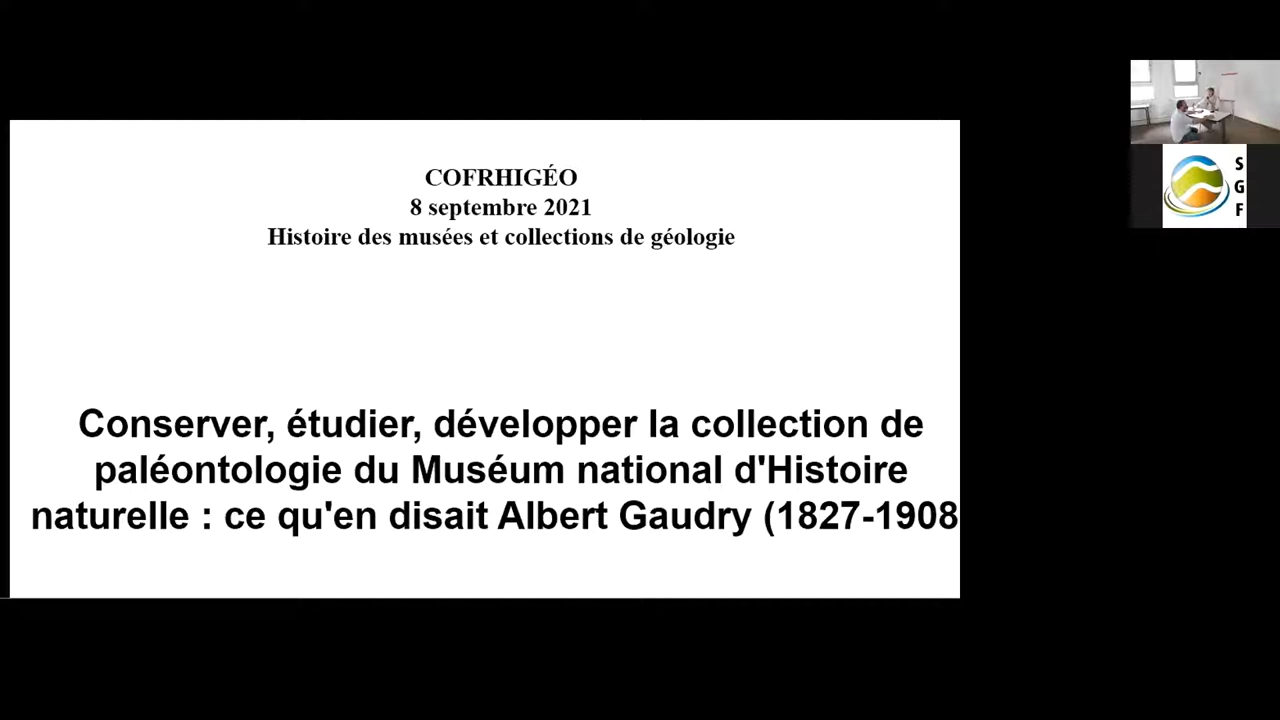 COFRHIGÉO
8 septembre 2021
Histoire des musées et collections de géologie
Conserver, étudier, développer la collection de
paléontologie du Muséum national d'Histoire
naturelle : ce qu'en disait Albert Gaudry (1827-1908
S
G
F